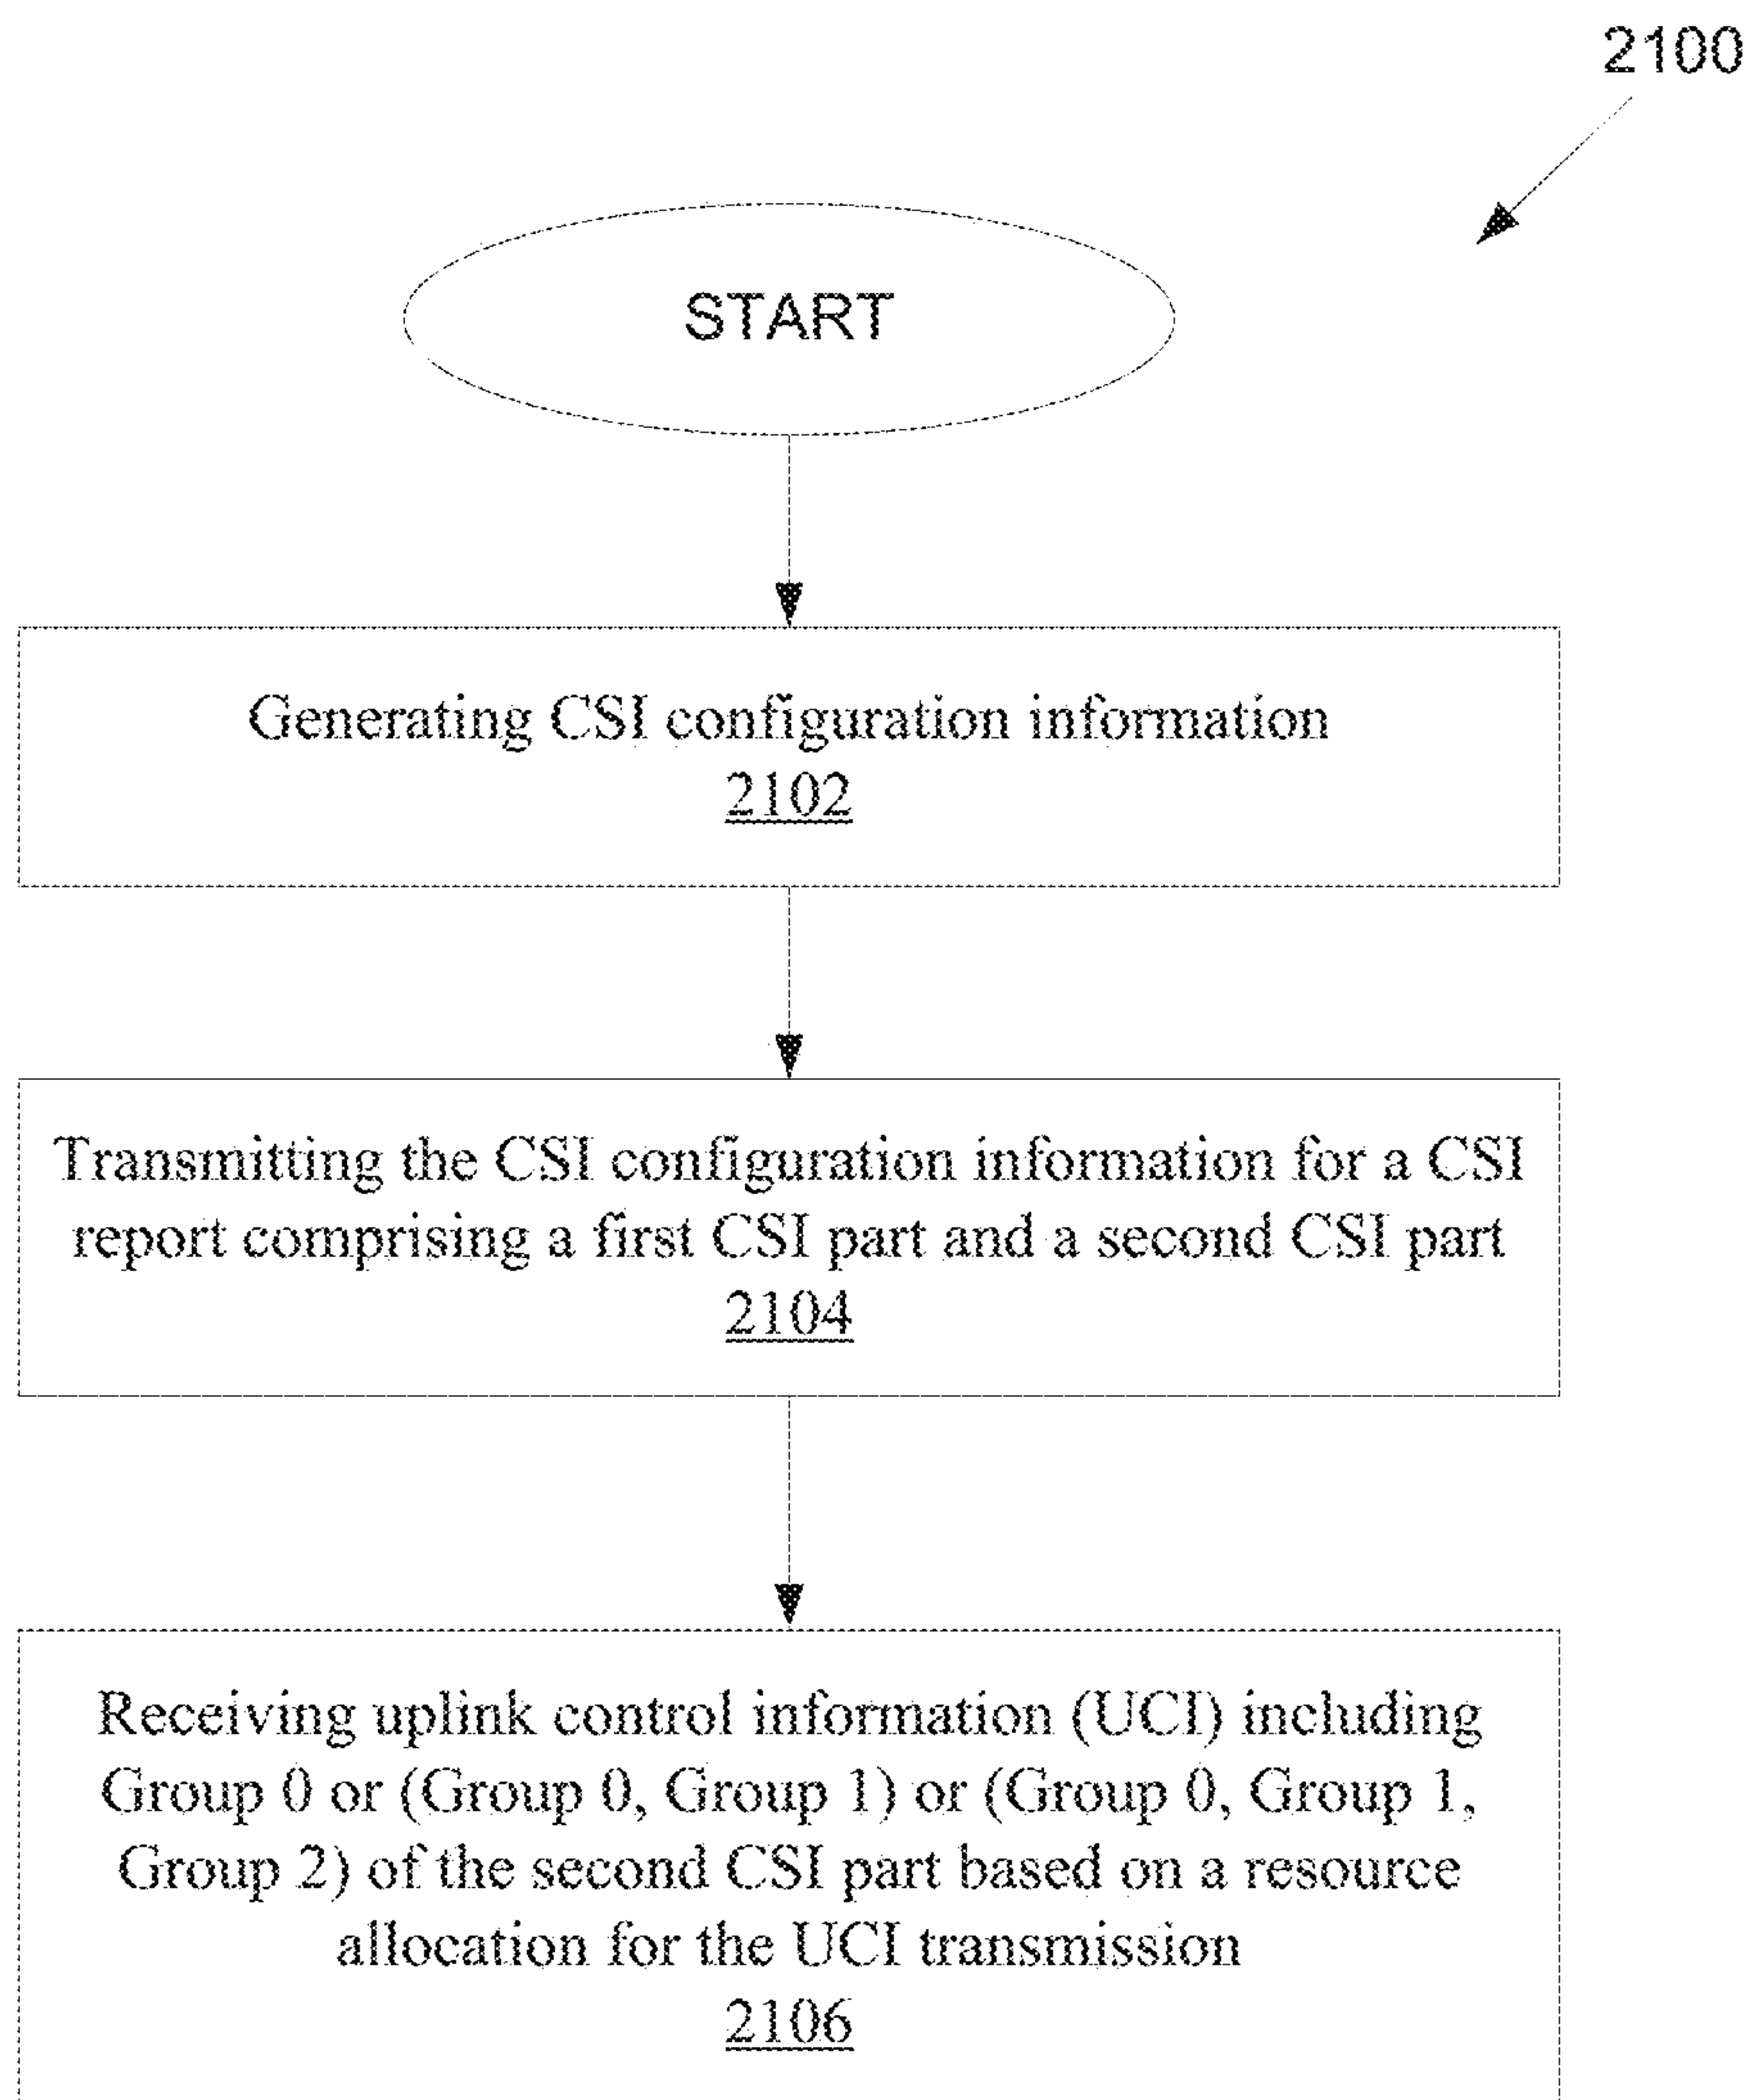 2100
START
Generating CSI configuration information
2102
Transmitting the CSI configuration information for a CSI
report comprising a first CSI part and a second CSI part
2104
Receiving uplink control information (UCI) including
Group 0 or (Group 0, Group 1) or (Group 0, Group 1,
Group 2) of the second CSI part based on a resource
allocation for the UCI transmission
2106